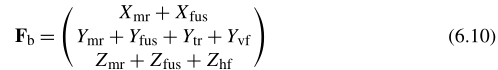 X_mr + X_fus
F_b = ( Y_mr + Y_fus + Y_tr + Y_vf ) (6.10)
Z_mr + Z_fus + Z_hf